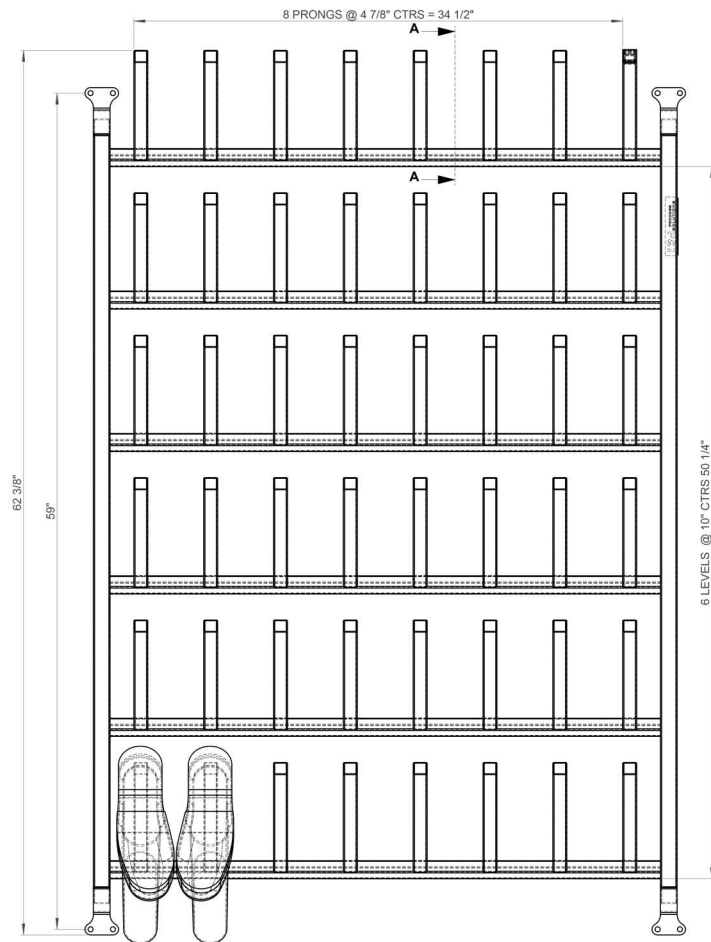 8 PRONGS @ 4 7/8" CTRS = 34 1/2"
A
A
62 3/8"
59"
6 LEVELS @ 10" CTRS 50 1/4"